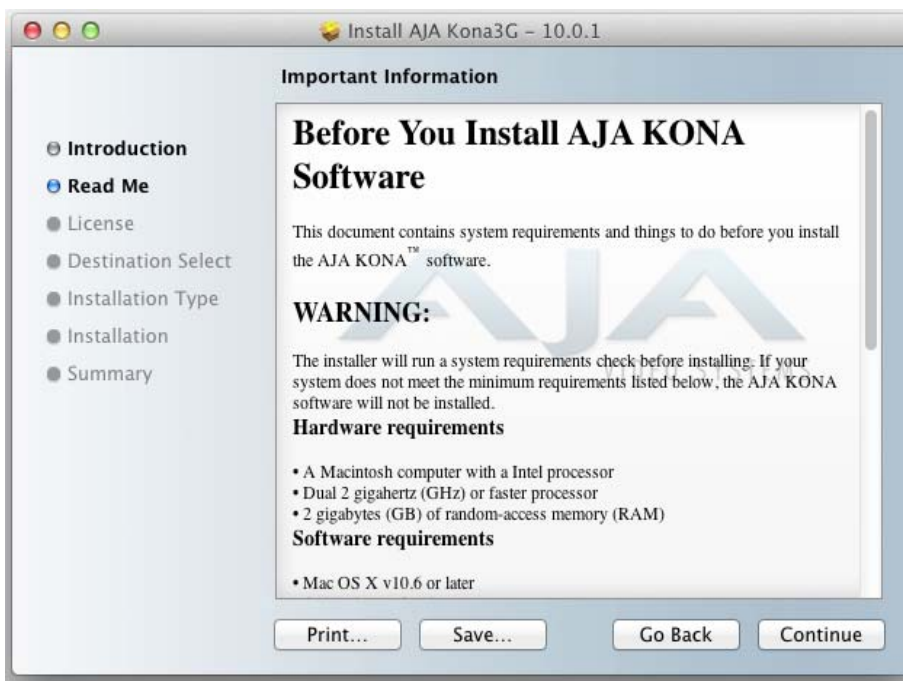 Install AJA Kona3G – 10.0.1
Important Information
Introduction
Read Me
License
Destination Select
Installation Type
Installation
Summary
Before You Install AJA KONA
Software
This document contains system requirements and things to do before you install
the AJA KONA™ software.
WARNING:
The installer will run a system requirements check before installing. If your
system does not meet the minimum requirements listed below, the AJA KONA
software will not be installed.
Hardware requirements
• A Macintosh computer with a Intel processor
• Dual 2 gigahertz (GHz) or faster processor
• 2 gigabytes (GB) of random-access memory (RAM)
Software requirements
• Mac OS X v10.6 or later
AJA
VIDEO SYSTEMS
Print...
Save...
Go Back
Continue